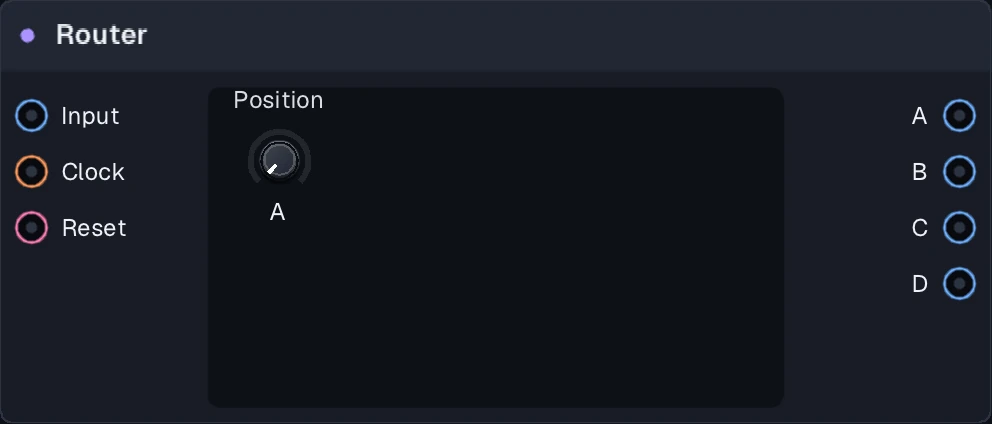 Router
Input
Clock
Reset
Position
A
A
B
C
D